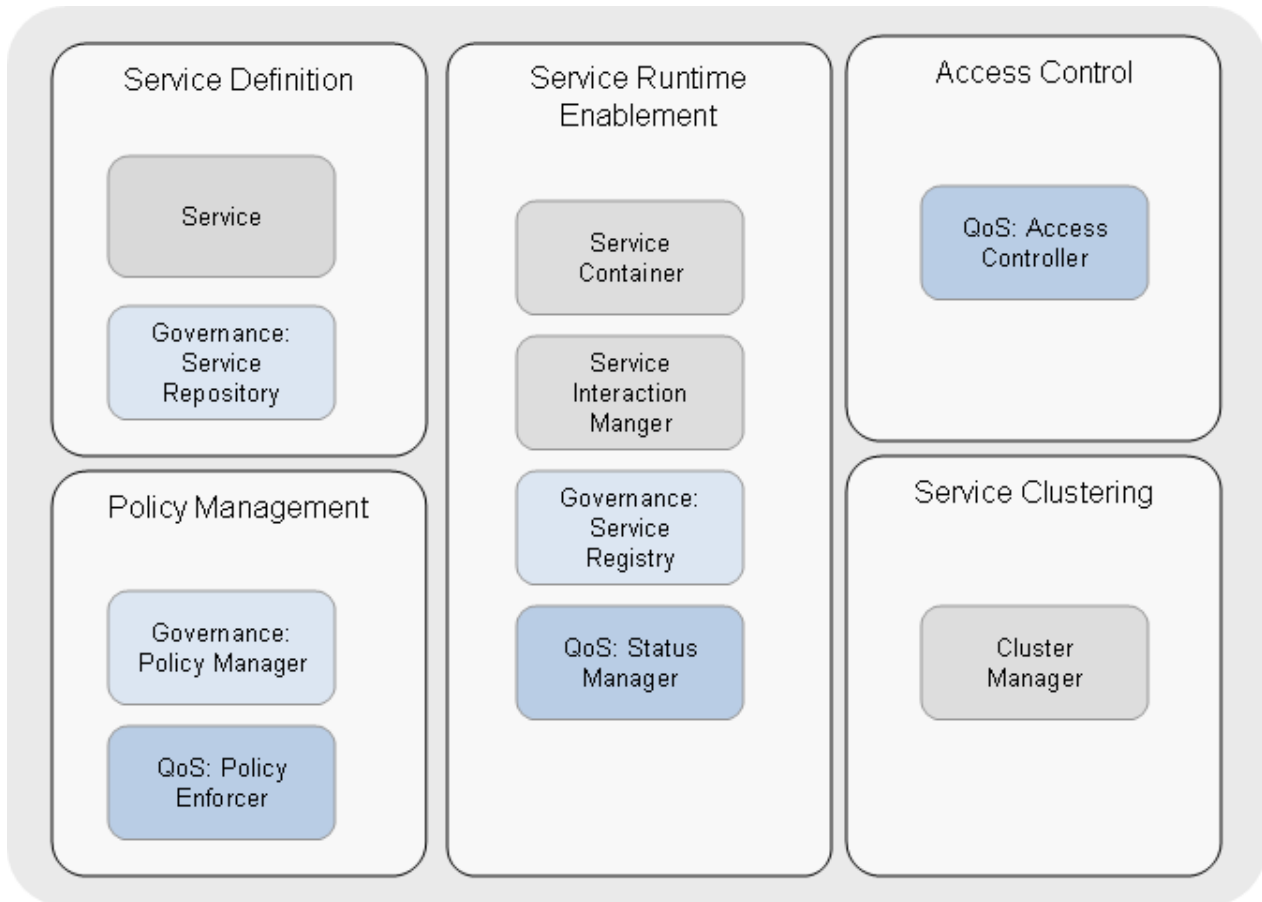 Service Definition
Service
Governance:
Service
Repository
Policy Management
Governance:
Policy Manager
QoS: Policy
Enforcer
Service Runtime
Enablement
Service
Container
Service
Interaction
Manger
Governance:
Service
Registry
QoS: Status
Manager
Access Control
QoS: Access
Controller
Service Clustering
Cluster
Manager